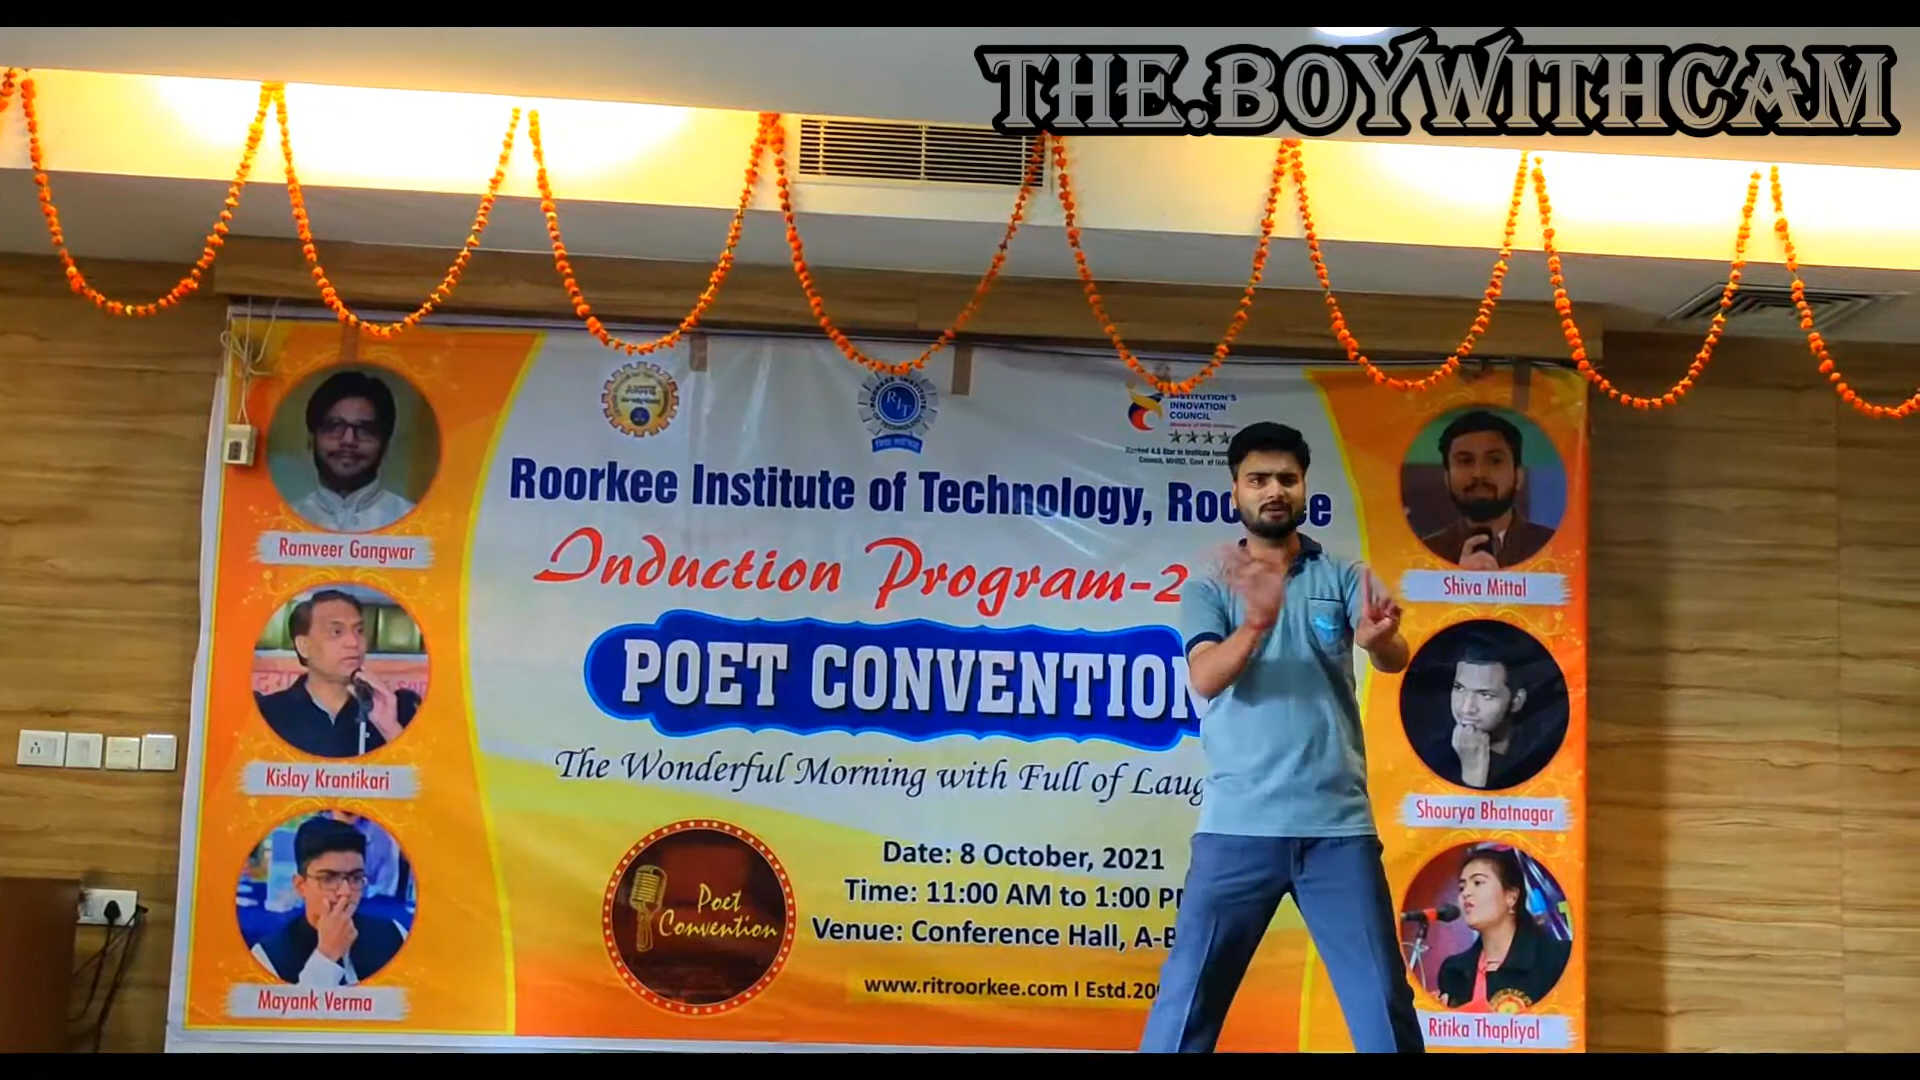 THE.BOYWITHCAM
INSTITUTION'S
INNOVATION
COUNCIL
RIT
Roorkee Institute of Technology, Roo ee
Induction Program-2
POET CONVENTION
The Wonderful Morning with Full of Laug
Date: 8 October, 2021
Time: 11:00 AM to 1:00 P
Venue: Conference Hall, A-B
Poet
Convention
www.ritroorkee.com I Estd.20
Ramveer Gangwar
Kislay Krantikari
Mayank Verma
Shiva Mittal
Shourya Bhatnagar
Ritika Thapliyal